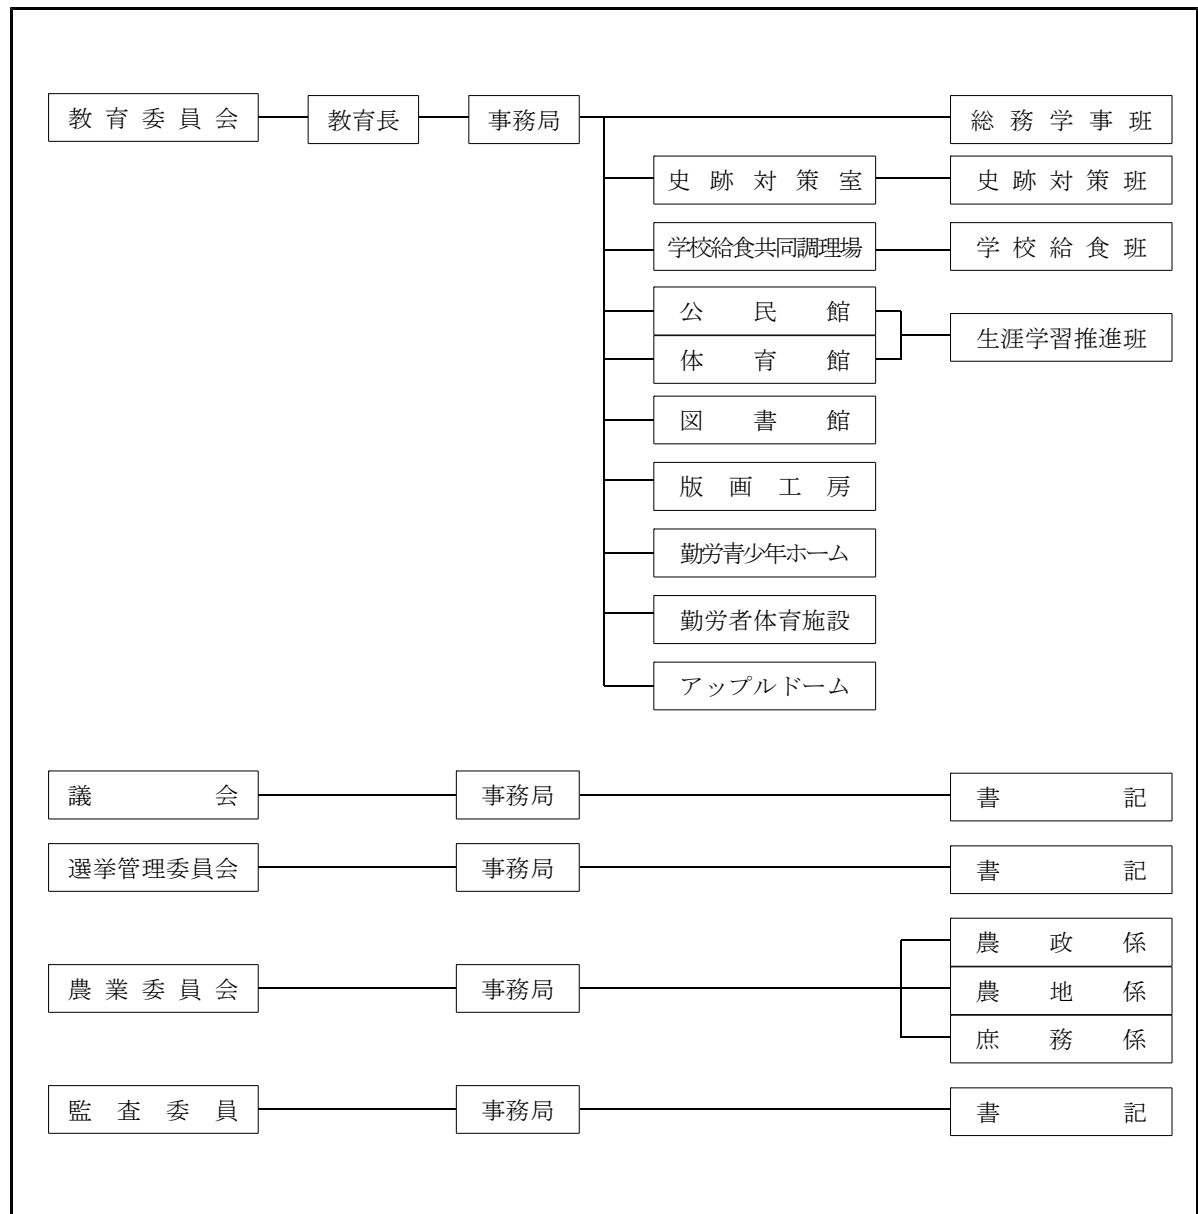 教育委員会 教育長 事務局 総務学事班
史跡対策室 史跡対策班
学校給食共同調理場 学校給食班
公民館
生涯学習推進班
体育館
図書館
版画工房
勤労青少年ホーム
勤労者体育施設
アップルドーム
議会 事務局 書記
選挙管理委員会 事務局 書記
農政係
農業委員会 事務局 農地係
庶務係
監査委員 事務局 書記